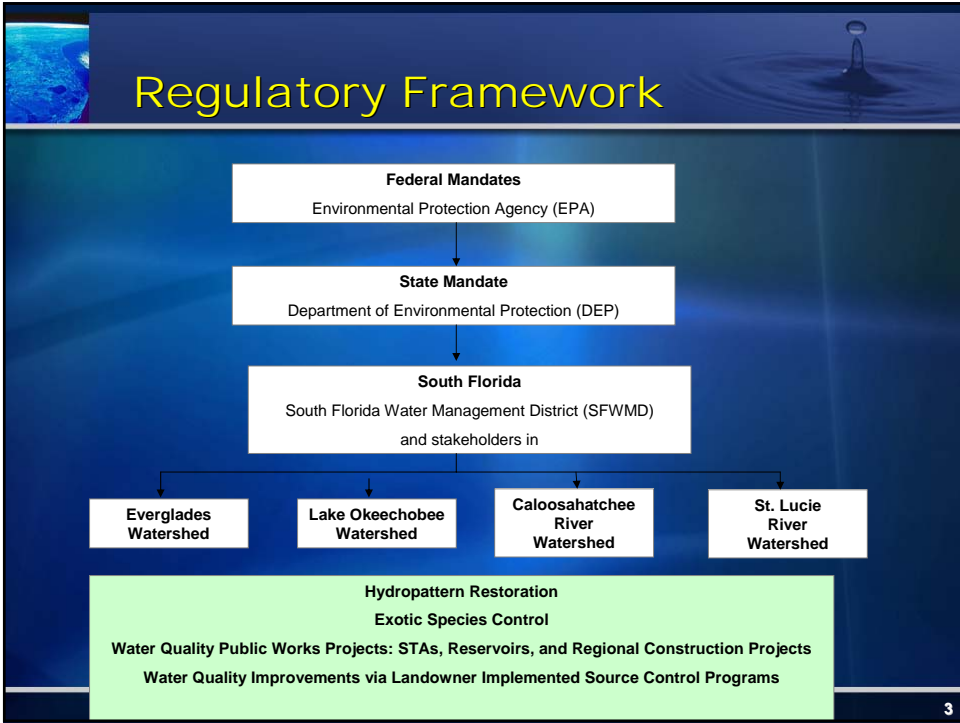 Regulatory Framework
Federal Mandates
Environmental Protection Agency (EPA)
State Mandate
Department of Environmental Protection (DEP)
South Florida
South Florida Water Management District (SFWMD)
and stakeholders in
Everglades
Watershed
Lake Okeechobee
Watershed
Caloosahatchee
River
Watershed
St. Lucie
River
Watershed
Hydropattern Restoration
Exotic Species Control
Water Quality Public Works Projects: STAs, Reservoirs, and Regional Construction Projects
Water Quality Improvements via Landowner Implemented Source Control Programs
3